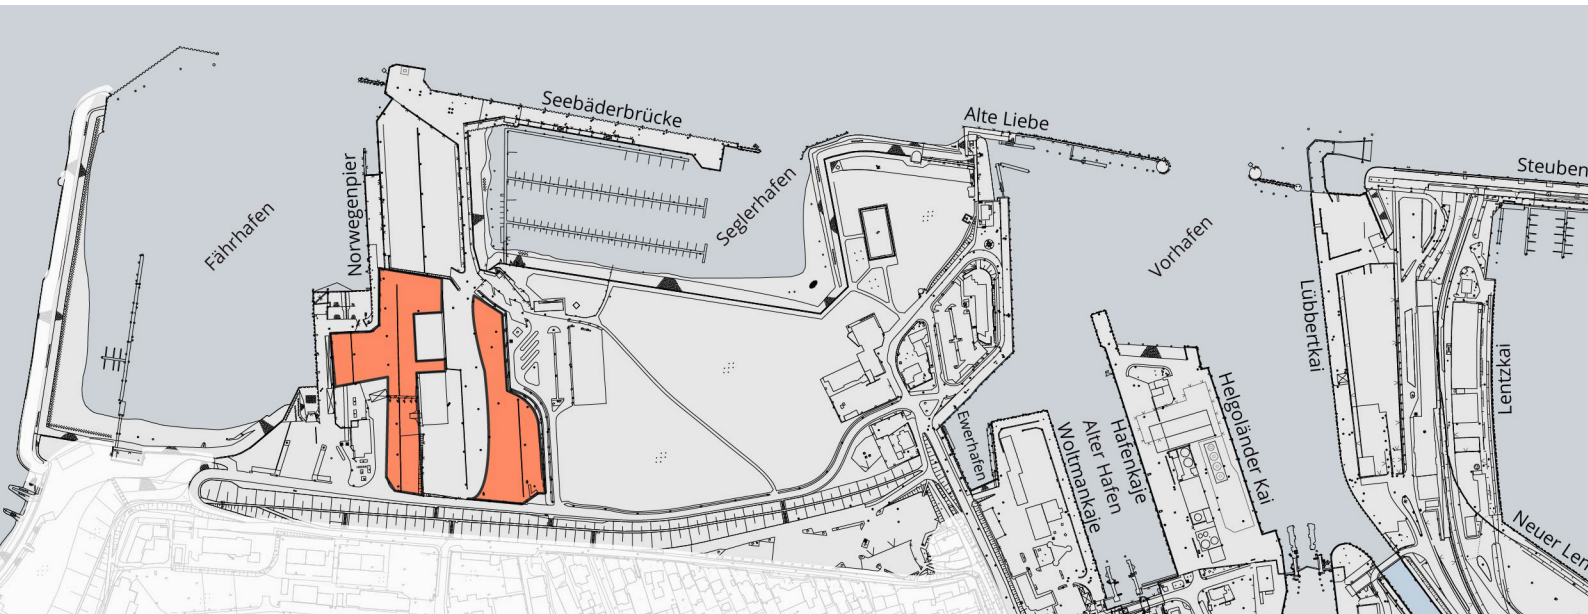 Seebäderbrücke
Alte Liebe
Steuben
Norwegenpier
Fährhafen
Seglerhafen
Vorhafen
Lübbertkai
Lentzkai
Ewerhafen
Woltmankaje
Alter Hafen
Hafenkaje
Helgoländer Kai
Neuer Len